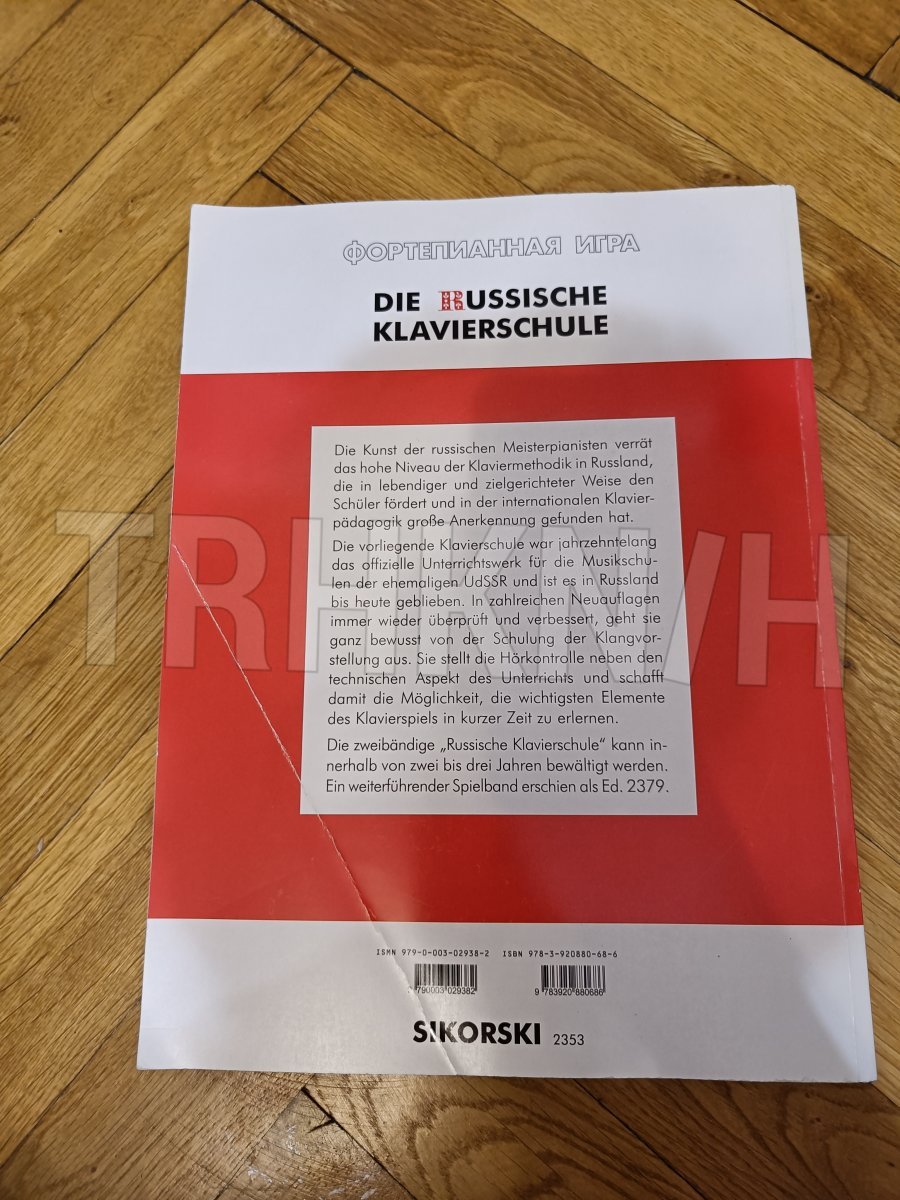 ФОРТЕПИАННАЯ ИГРА
DIE RUSSISCHE
KLAVIERSCHULE
Die Kunst der russischen Meisterpianisten verrät
das hohe Niveau der Klaviermethodik in Russland,
die in lebendiger und zielgerichteter Weise den
Schüler fördert und in der internationalen Klavier-
pädagogik große Anerkennung gefunden hat.
Die vorliegende Klavierschule war jahrzehntelang
das offizielle Unterrichtswerk für die Musikschu-
len der ehemaligen UdSSR und ist es in Russland
bis heute geblieben. In zahlreichen Neuauflagen
immer wieder überprüft und verbessert, geht sie
ganz bewusst von der Schulung der Klangvor-
stellung aus. Sie stellt die Hörkontrolle neben den
technischen Aspekt des Unterrichts und schafft
damit die Möglichkeit, die wichtigsten Elemente
des Klavierspiels in kurzer Zeit zu erlernen.
Die zweibändige „Russische Klavierschule“ kann in-
nerhalb von zwei bis drei Jahren bewältigt werden.
Ein weiterführender Spielband erschien als Ed. 2379.
ISMN 979-0-003-02938-2 ISBN 978-3-920880-68-6
790003 029382 9 783920 880686
SIKORSKI 2353